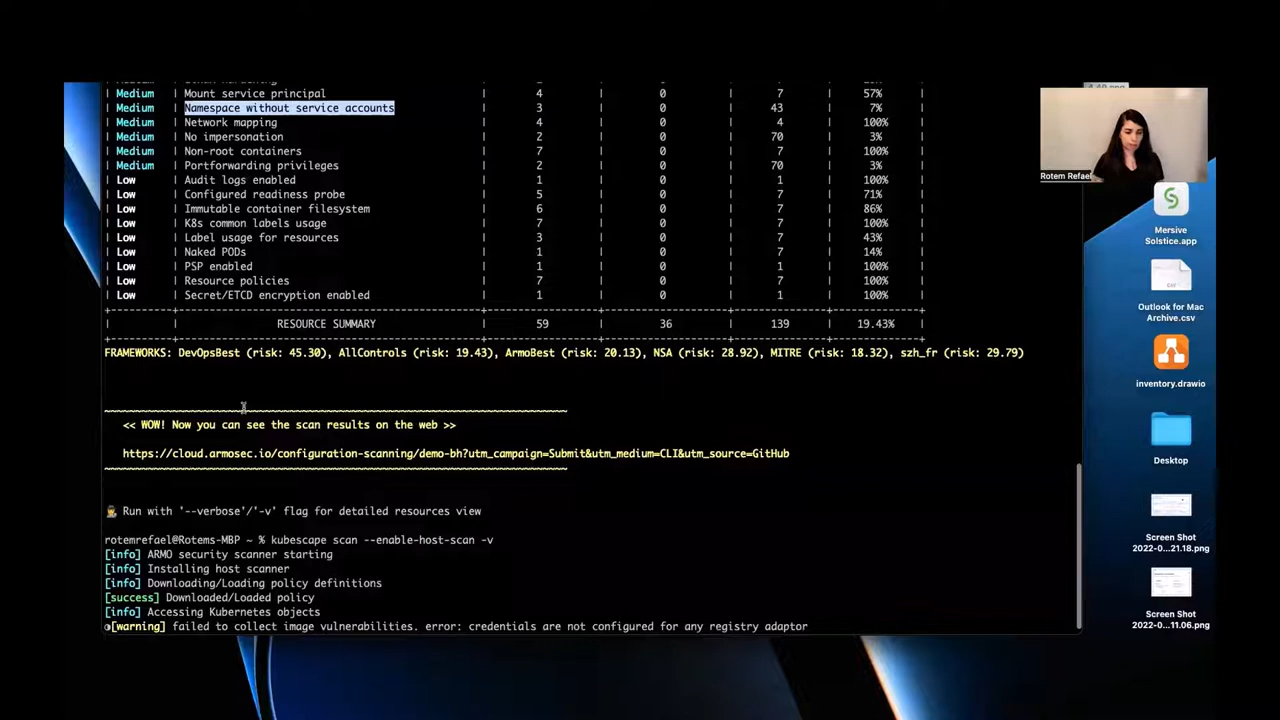 | Medium | Mount service principal | 4 | 0 | 7 | 57% |
| Medium | Namespace without service accounts | 3 | 0 | 43 | 7% |
| Medium | Network mapping | 4 | 0 | 4 | 100% |
| Medium | No impersonation | 2 | 0 | 70 | 3% |
| Medium | Non-root containers | 7 | 0 | 7 | 100% |
| Medium | Portforwarding privileges | 2 | 0 | 70 | 3% |
| Low | Audit logs enabled | 1 | 0 | 1 | 100% |
| Low | Configured readiness probe | 5 | 0 | 7 | 71% |
| Low | Immutable container filesystem | 6 | 0 | 7 | 86% |
| Low | K8s common labels usage | 7 | 0 | 7 | 100% |
| Low | Label usage for resources | 3 | 0 | 7 | 43% |
| Low | Naked PODs | 1 | 0 | 7 | 14% |
| Low | PSP enabled | 1 | 0 | 1 | 100% |
| Low | Resource policies | 7 | 0 | 7 | 100% |
| Low | Secret/ETCD encryption enabled | 1 | 0 | 1 | 100% |
| | RESOURCE SUMMARY | 59 | 36 | 139 | 19.43% |
FRAMEWORKS: DevOpsBest (risk: 45.30), AllControls (risk: 19.43), ArmoBest (risk: 20.13), NSA (risk: 28.92), MITRE (risk: 18.32), szh_fr (risk: 29.79)
<< WOW! Now you can see the scan results on the web >>
https://cloud.armosec.io/configuration-scanning/demo-bh?utm_campaign=Submit&utm_medium=CLI&utm_source=GitHub
Run with '--verbose'/'-v' flag for detailed resources view
rotemrefael@Rotems-MBP ~ % kubescape scan --enable-host-scan -v
[info] ARMO security scanner starting
[info] Installing host scanner
[info] Downloading/Loading policy definitions
[success] Downloaded/Loaded policy
[info] Accessing Kubernetes objects
[warning] failed to collect image vulnerabilities. error: credentials are not configured for any registry adaptor
Rotem Refael
Mersive
Solstice.app
CSV
Outlook for Mac
Archive.csv
inventory.drawio
Desktop
Screen Shot
2022-0...21.18.png
Screen Shot
2022-0...11.06.png